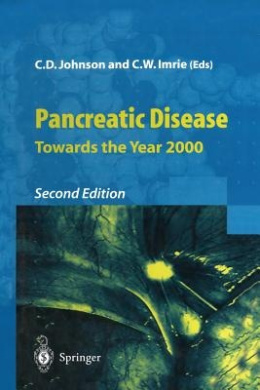 C.D. Johnson and C.W. Imrie (Eds)
Pancreatic Disease
Towards the Year 2000
Second Edition
Springer